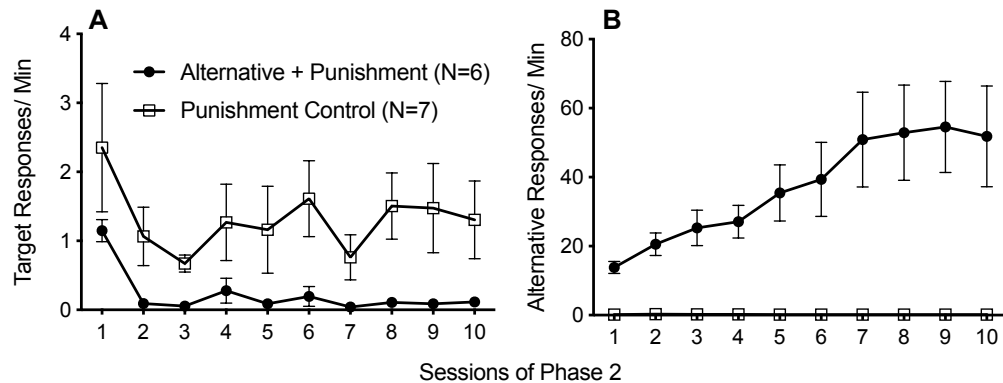 A
Target Responses/ Min
4
3
2
1
0
Alternative + Punishment (N=6)
Punishment Control (N=7)
1 2 3 4 5 6 7 8 9 10
B
Alternative Responses/ Min
80
60
40
20
0
1 2 3 4 5 6 7 8 9 10
Sessions of Phase 2